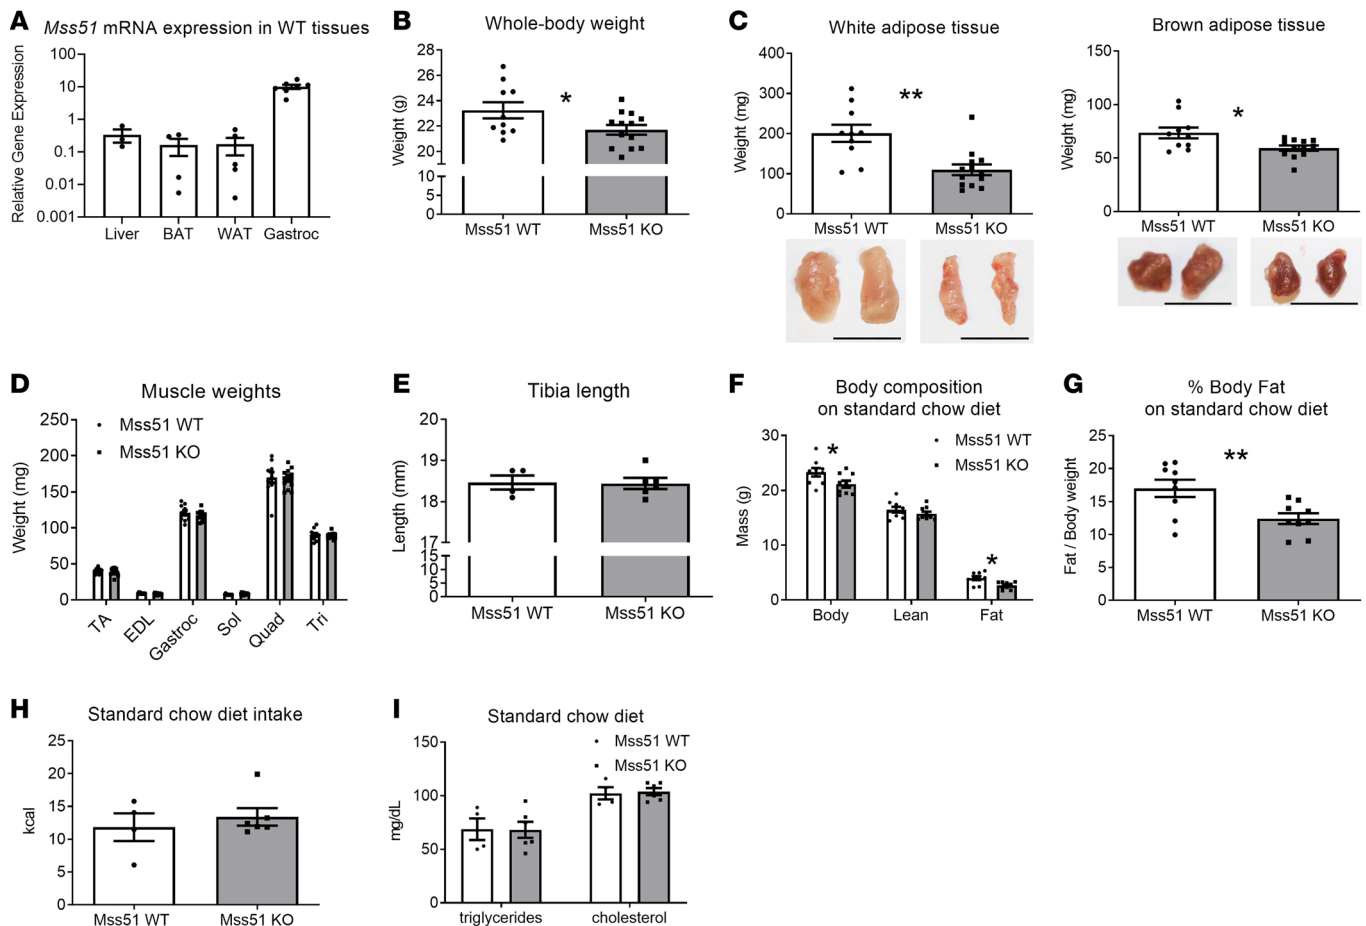 A
Mss51 mRNA expression in WT tissues
Relative Gene Expression
100
10
1
0.1
0.01
0.001
Liver BAT WAT Gastroc
B
Whole-body weight
Weight (g)
28
26
24
22
20
10
0
*
Mss51 WT Mss51 KO
C
White adipose tissue
Weight (mg)
400
300
200
100
0
**
Mss51 WT Mss51 KO
Brown adipose tissue
Weight (mg)
150
100
50
0
*
Mss51 WT Mss51 KO
D
Muscle weights
Weight (mg)
250
200
150
100
50
0
Mss51 WT
Mss51 KO
TA EDL Gastroc Sol Quad Tri
E
Tibia length
Length (mm)
20
19
18
17
15
10
5
0
Mss51 WT Mss51 KO
F
Body composition
on standard chow diet
Mass (g)
30
20
10
0
Mss51 WT
Mss51 KO
*
*
Body Lean Fat
G
% Body Fat
on standard chow diet
Fat / Body weight
25
20
15
10
5
0
**
Mss51 WT Mss51 KO
H
Standard chow diet intake
kcal
25
20
15
10
5
0
Mss51 WT Mss51 KO
I
Standard chow diet
mg/dL
150
100
50
0
Mss51 WT
Mss51 KO
triglycerides cholesterol